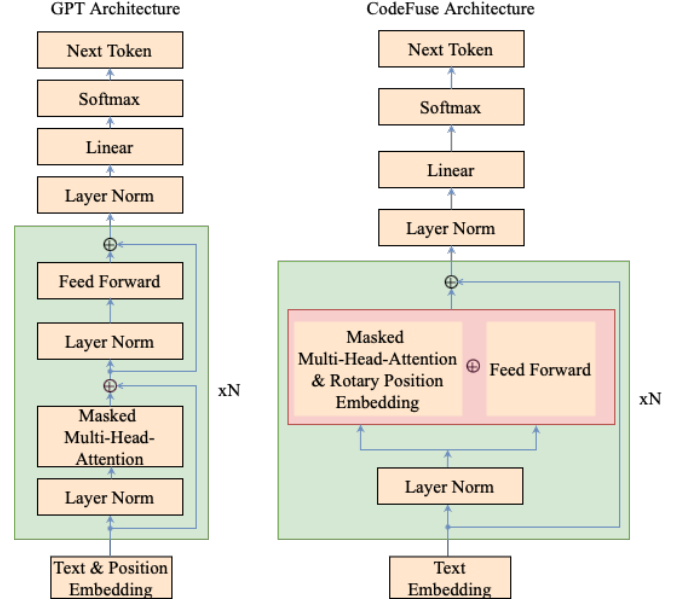 GPT Architecture
Next Token
Softmax
Linear
Layer Norm
Feed Forward
Layer Norm
Masked
Multi-Head-
Attention
Layer Norm
xN
Text & Position
Embedding
CodeFuse Architecture
Next Token
Softmax
Linear
Layer Norm
Masked
Multi-Head-Attention
& Rotary Position
Embedding
Feed Forward
Layer Norm
xN
Text
Embedding